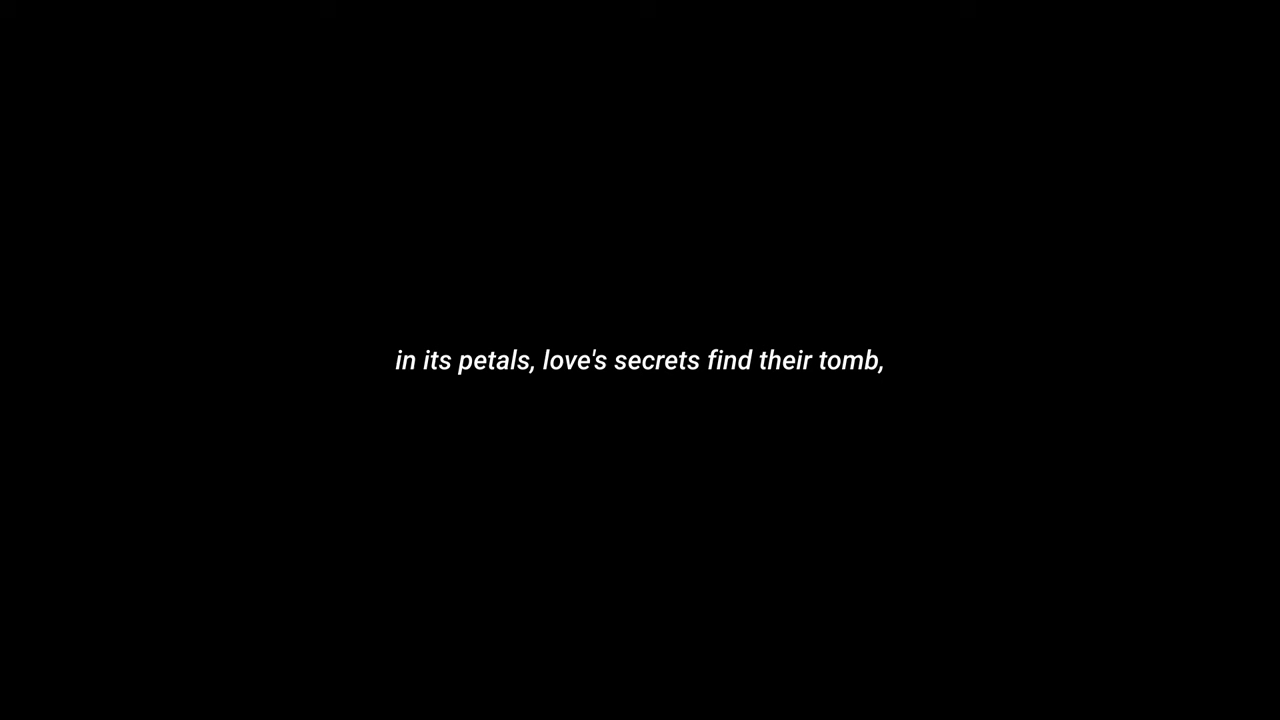 in its petals, love's secrets find their tomb,